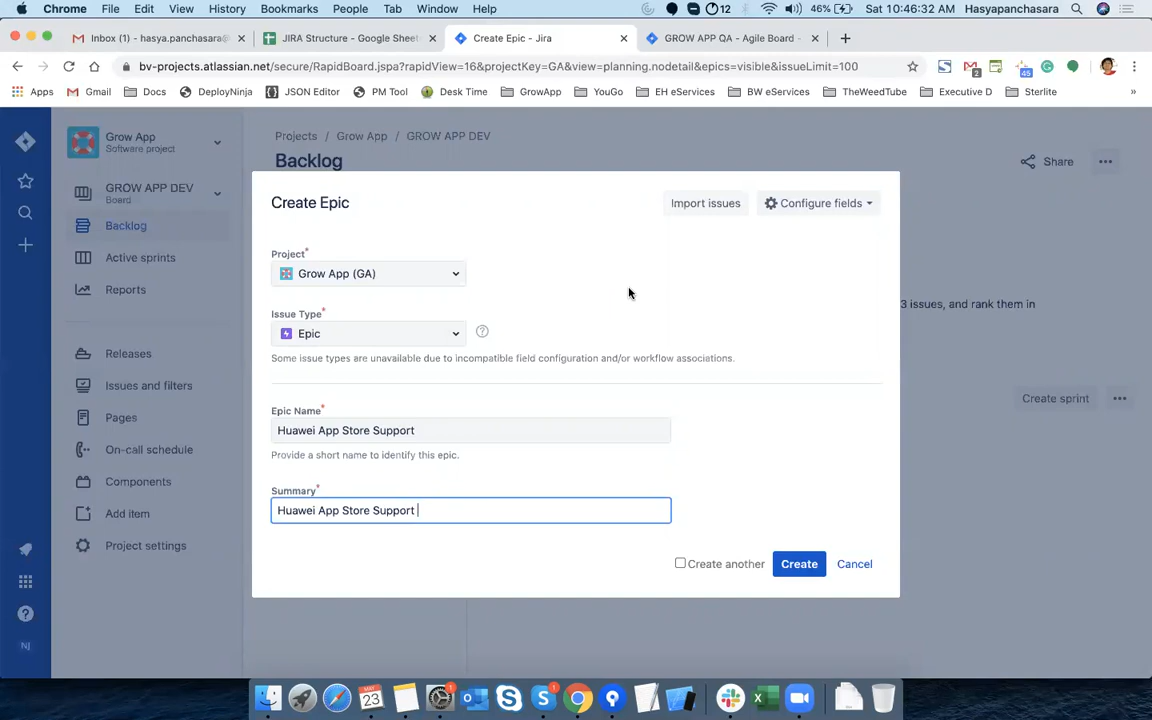 Chrome File Edit View History Bookmarks People Tab Window Help 12 46% Sat 10:46:32 AM Hasyapanchasara
Inbox (1) - hasya.panchasara@ JIRA Structure - Google Sheet Create Epic - Jira GROW APP QA - Agile Board -
bv-projects.atlassian.net/secure/RapidBoard.jspa?rapidView=16&projectKey=GA&view=planning.nodetail&epics=visible&issueLimit=100 2 45
Apps Gmail Docs DeployNinja JSON Editor PM Tool Desk Time GrowApp YouGo EH eServices BW eServices TheWeedTube Executive D Sterlite »
Grow App
Software project
Projects / Grow App / GROW APP DEV
Backlog
Share
GROW APP DEV
Board
Backlog
Active sprints
Reports
Releases
Issues and filters
Pages
On-call schedule
Components
Add item
Project settings
NJ
Create Epic
Import issues
Configure fields
Project*
Grow App (GA)
3 issues, and rank them in
Issue Type*
Epic
Some issue types are unavailable due to incompatible field configuration and/or workflow associations.
Create sprint
Epic Name*
Huawei App Store Support
Provide a short name to identify this epic.
Summary*
Huawei App Store Support
Create another Create Cancel
MAY
23
1
1